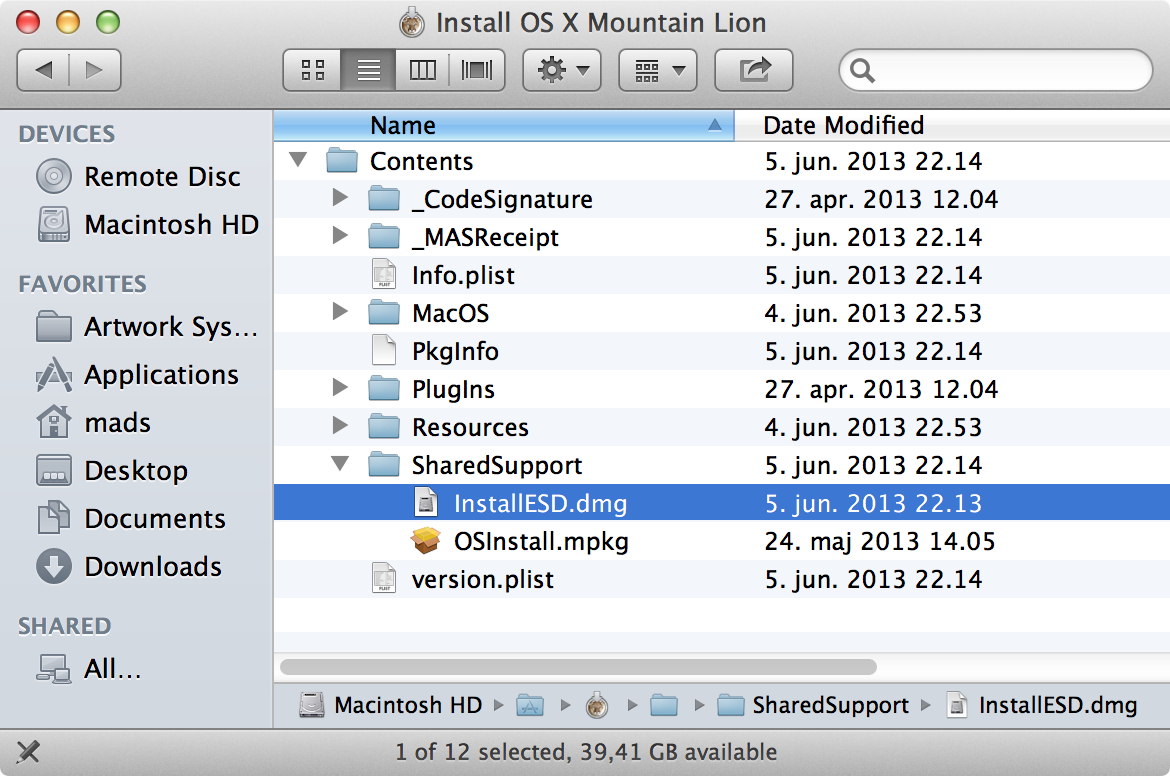 Install OS X Mountain Lion
DEVICES
Remote Disc
Macintosh HD
FAVORITES
Artwork Sys...
Applications
mads
Desktop
Documents
Downloads
SHARED
All...
Name Date Modified
Contents 5. jun. 2013 22.14
_CodeSignature 27. apr. 2013 12.04
_MASReceipt 5. jun. 2013 22.14
Info.plist 5. jun. 2013 22.14
MacOS 4. jun. 2013 22.53
PkgInfo 5. jun. 2013 22.14
PlugIns 27. apr. 2013 12.04
Resources 4. jun. 2013 22.53
SharedSupport 5. jun. 2013 22.14
InstallESD.dmg 5. jun. 2013 22.13
OSInstall.mpkg 24. maj 2013 14.05
version.plist 5. jun. 2013 22.14
Macintosh HD SharedSupport InstallESD.dmg
1 of 12 selected, 39,41 GB available